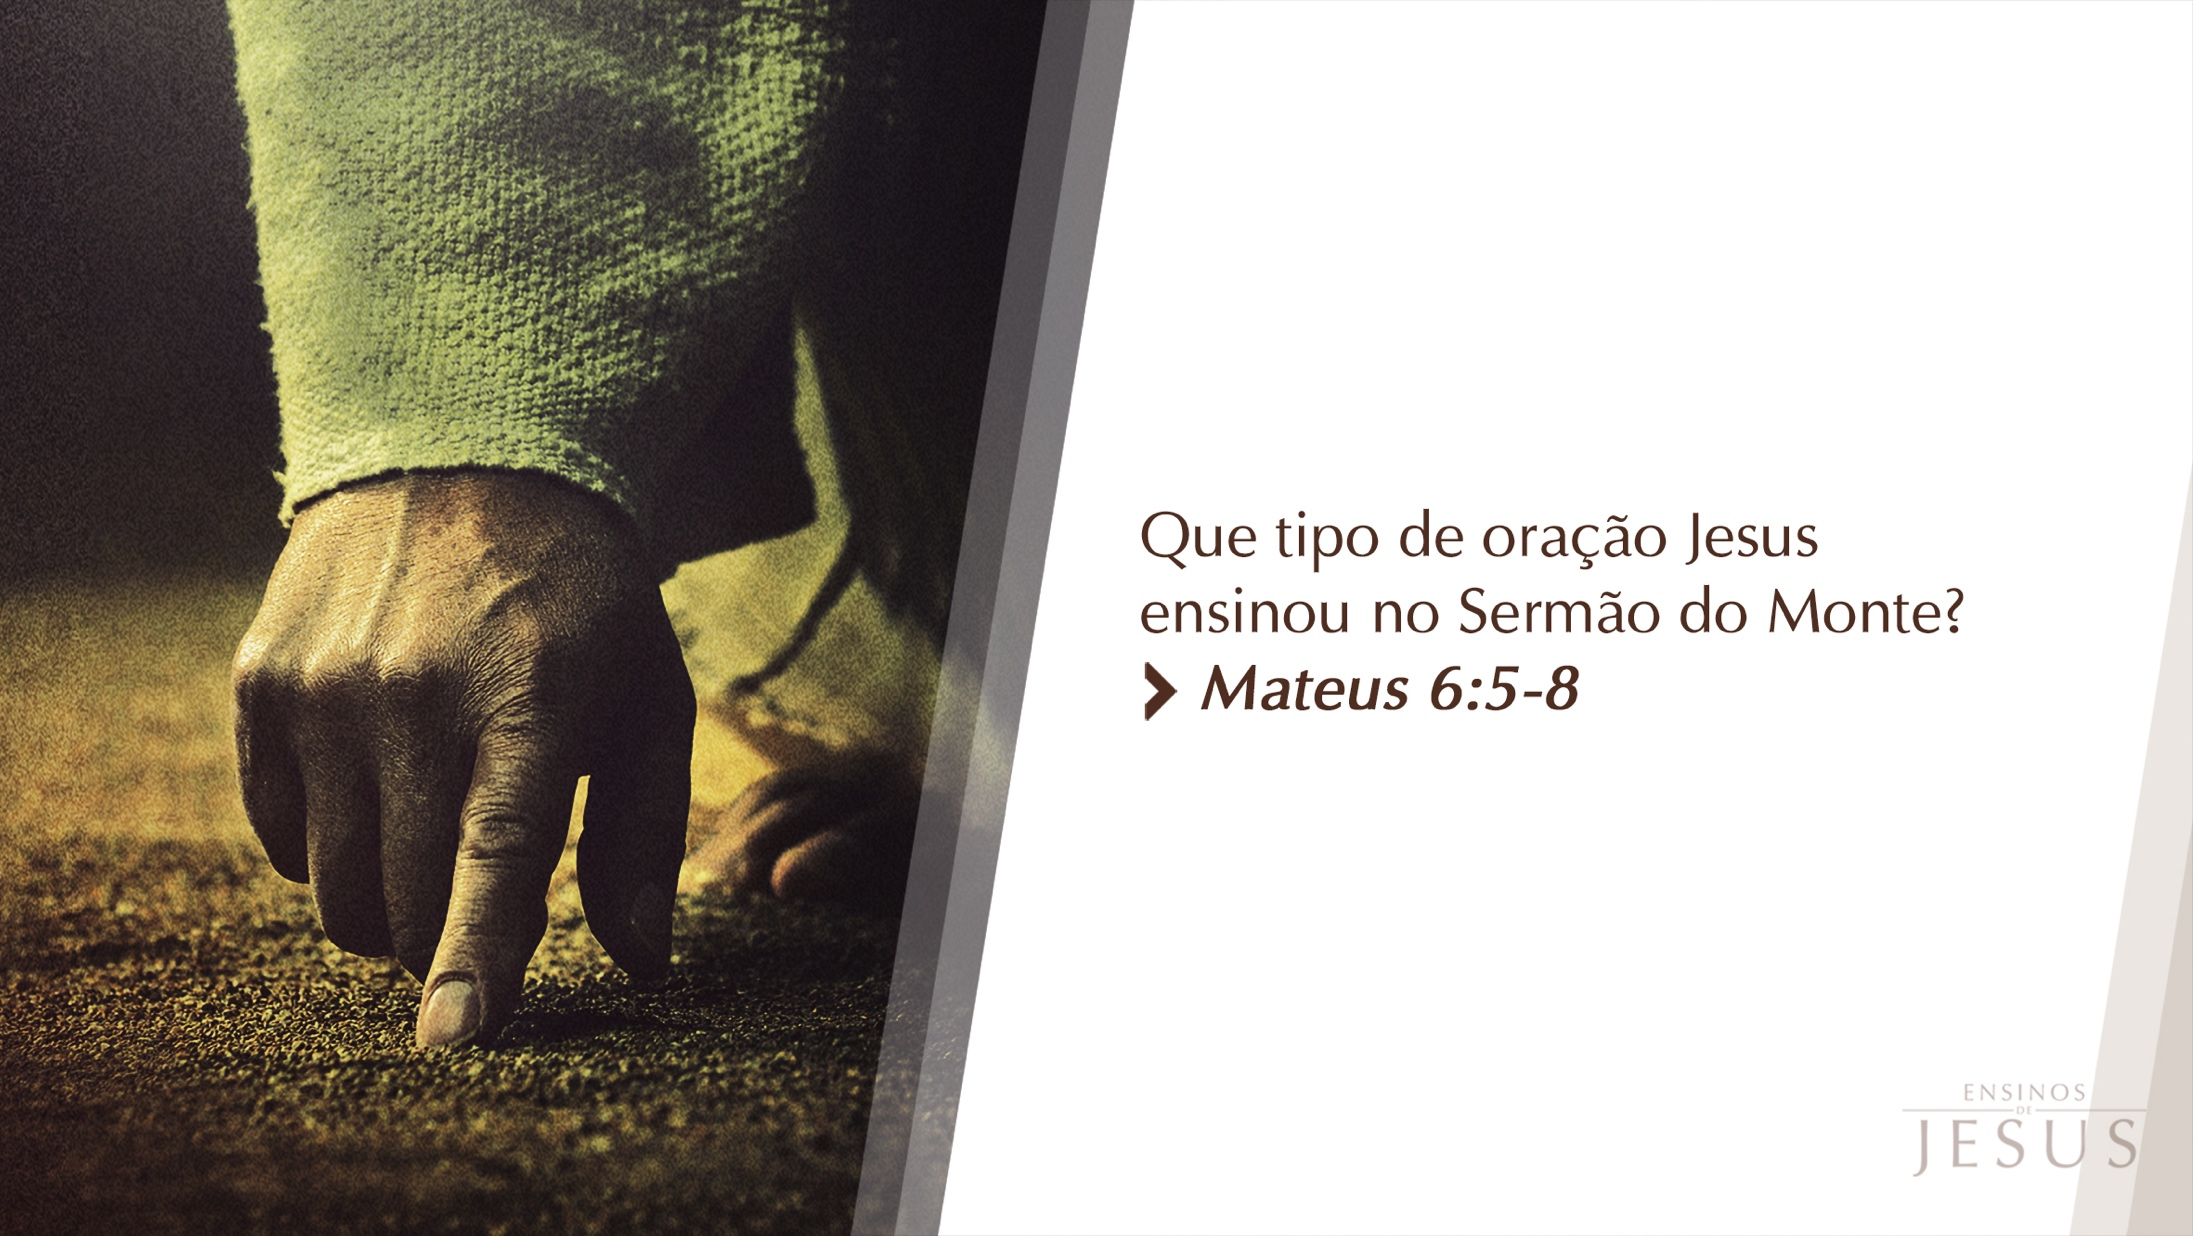 Que tipo de oração Jesus
ensinou no Sermão do Monte?
Mateus 6:5-8
ENSINOS
DE
JESUS